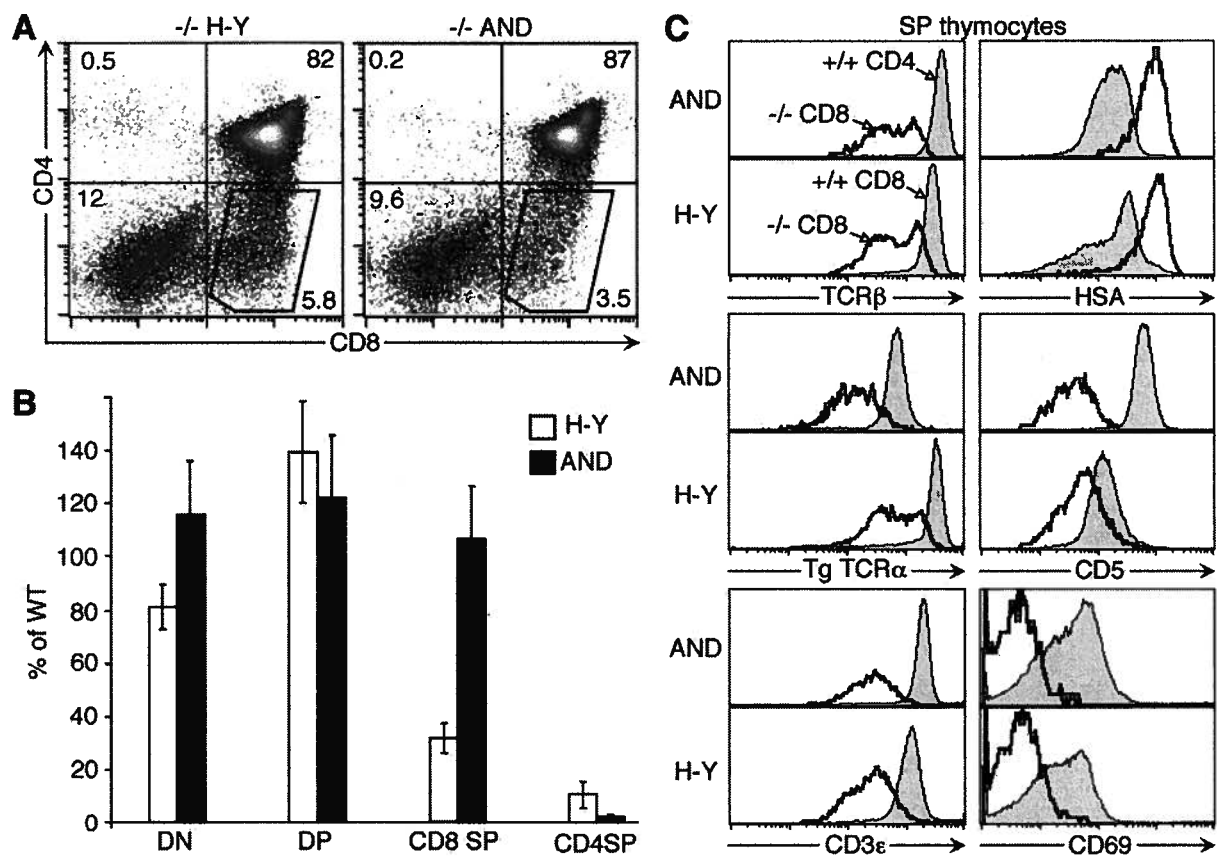 A
-/- H-Y
-/- AND
CD4
0.5
82
12
5.8
0.2
87
9.6
3.5
CD8
B
% of WT
140
120
100
80
60
40
20
0
H-Y
AND
DN
DP
CD8 SP
CD4SP
C
SP thymocytes
AND
+/+ CD4
-/- CD8
H-Y
+/+ CD8
-/- CD8
TCRβ
HSA
AND
H-Y
Tg TCRα
CD5
AND
H-Y
CD3ε
CD69